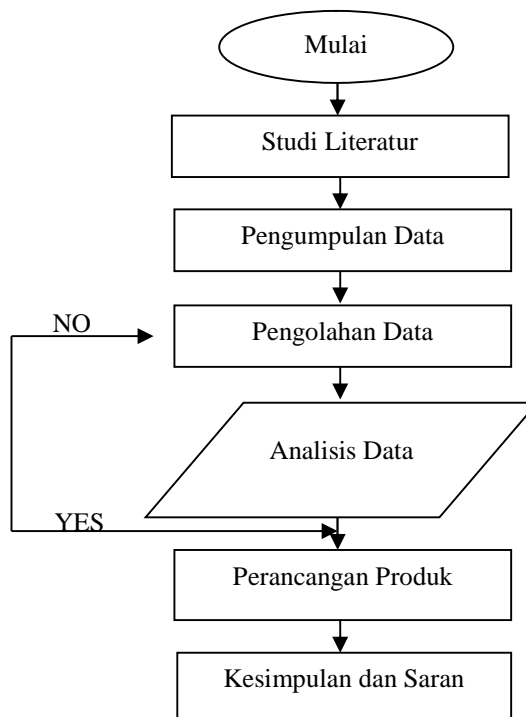 Mulai
Studi Literatur
Pengumpulan Data
NO
Pengolahan Data
Analisis Data
YES
Perancangan Produk
Kesimpulan dan Saran